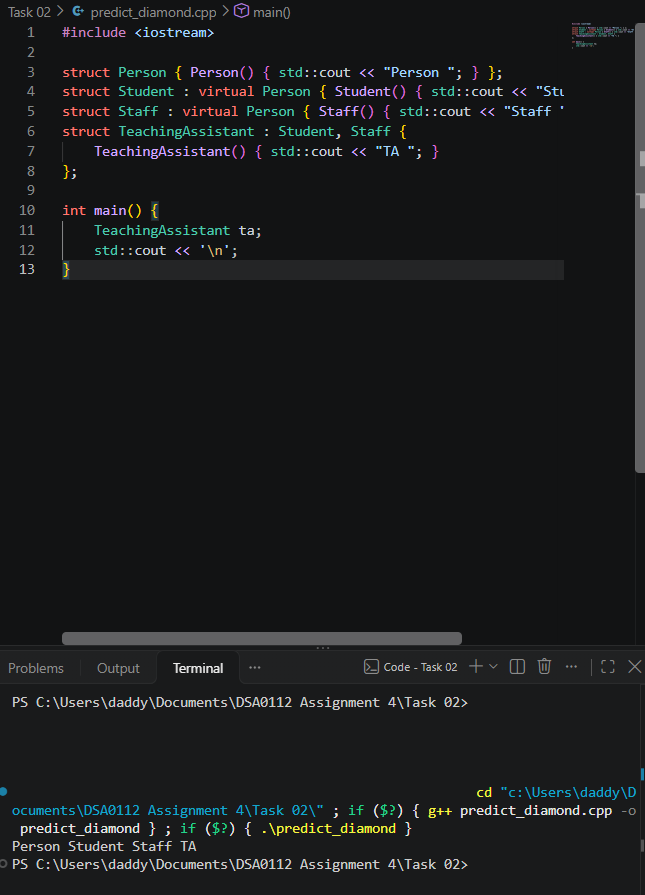 Task 02 > predict_diamond.cpp > main()
1 #include <iostream>
2
3 struct Person { Person() { std::cout << "Person "; } };
4 struct Student : virtual Person { Student() { std::cout << "Stu
5 struct Staff : virtual Person { Staff() { std::cout << "Staff "
6 struct TeachingAssistant : Student, Staff {
7     TeachingAssistant() { std::cout << "TA "; }
8 };
9
10 int main() {
11     TeachingAssistant ta;
12     std::cout << '\n';
13 }
Problems Output Terminal ··· Code - Task 02 ···
PS C:\Users\daddy\Documents\DSA0112 Assignment 4\Task 02>
cd "c:\Users\daddy\D
ocuments\DSA0112 Assignment 4\Task 02\" ; if ($?) { g++ predict_diamond.cpp -o
 predict_diamond } ; if ($?) { .\predict_diamond }
Person Student Staff TA
PS C:\Users\daddy\Documents\DSA0112 Assignment 4\Task 02>